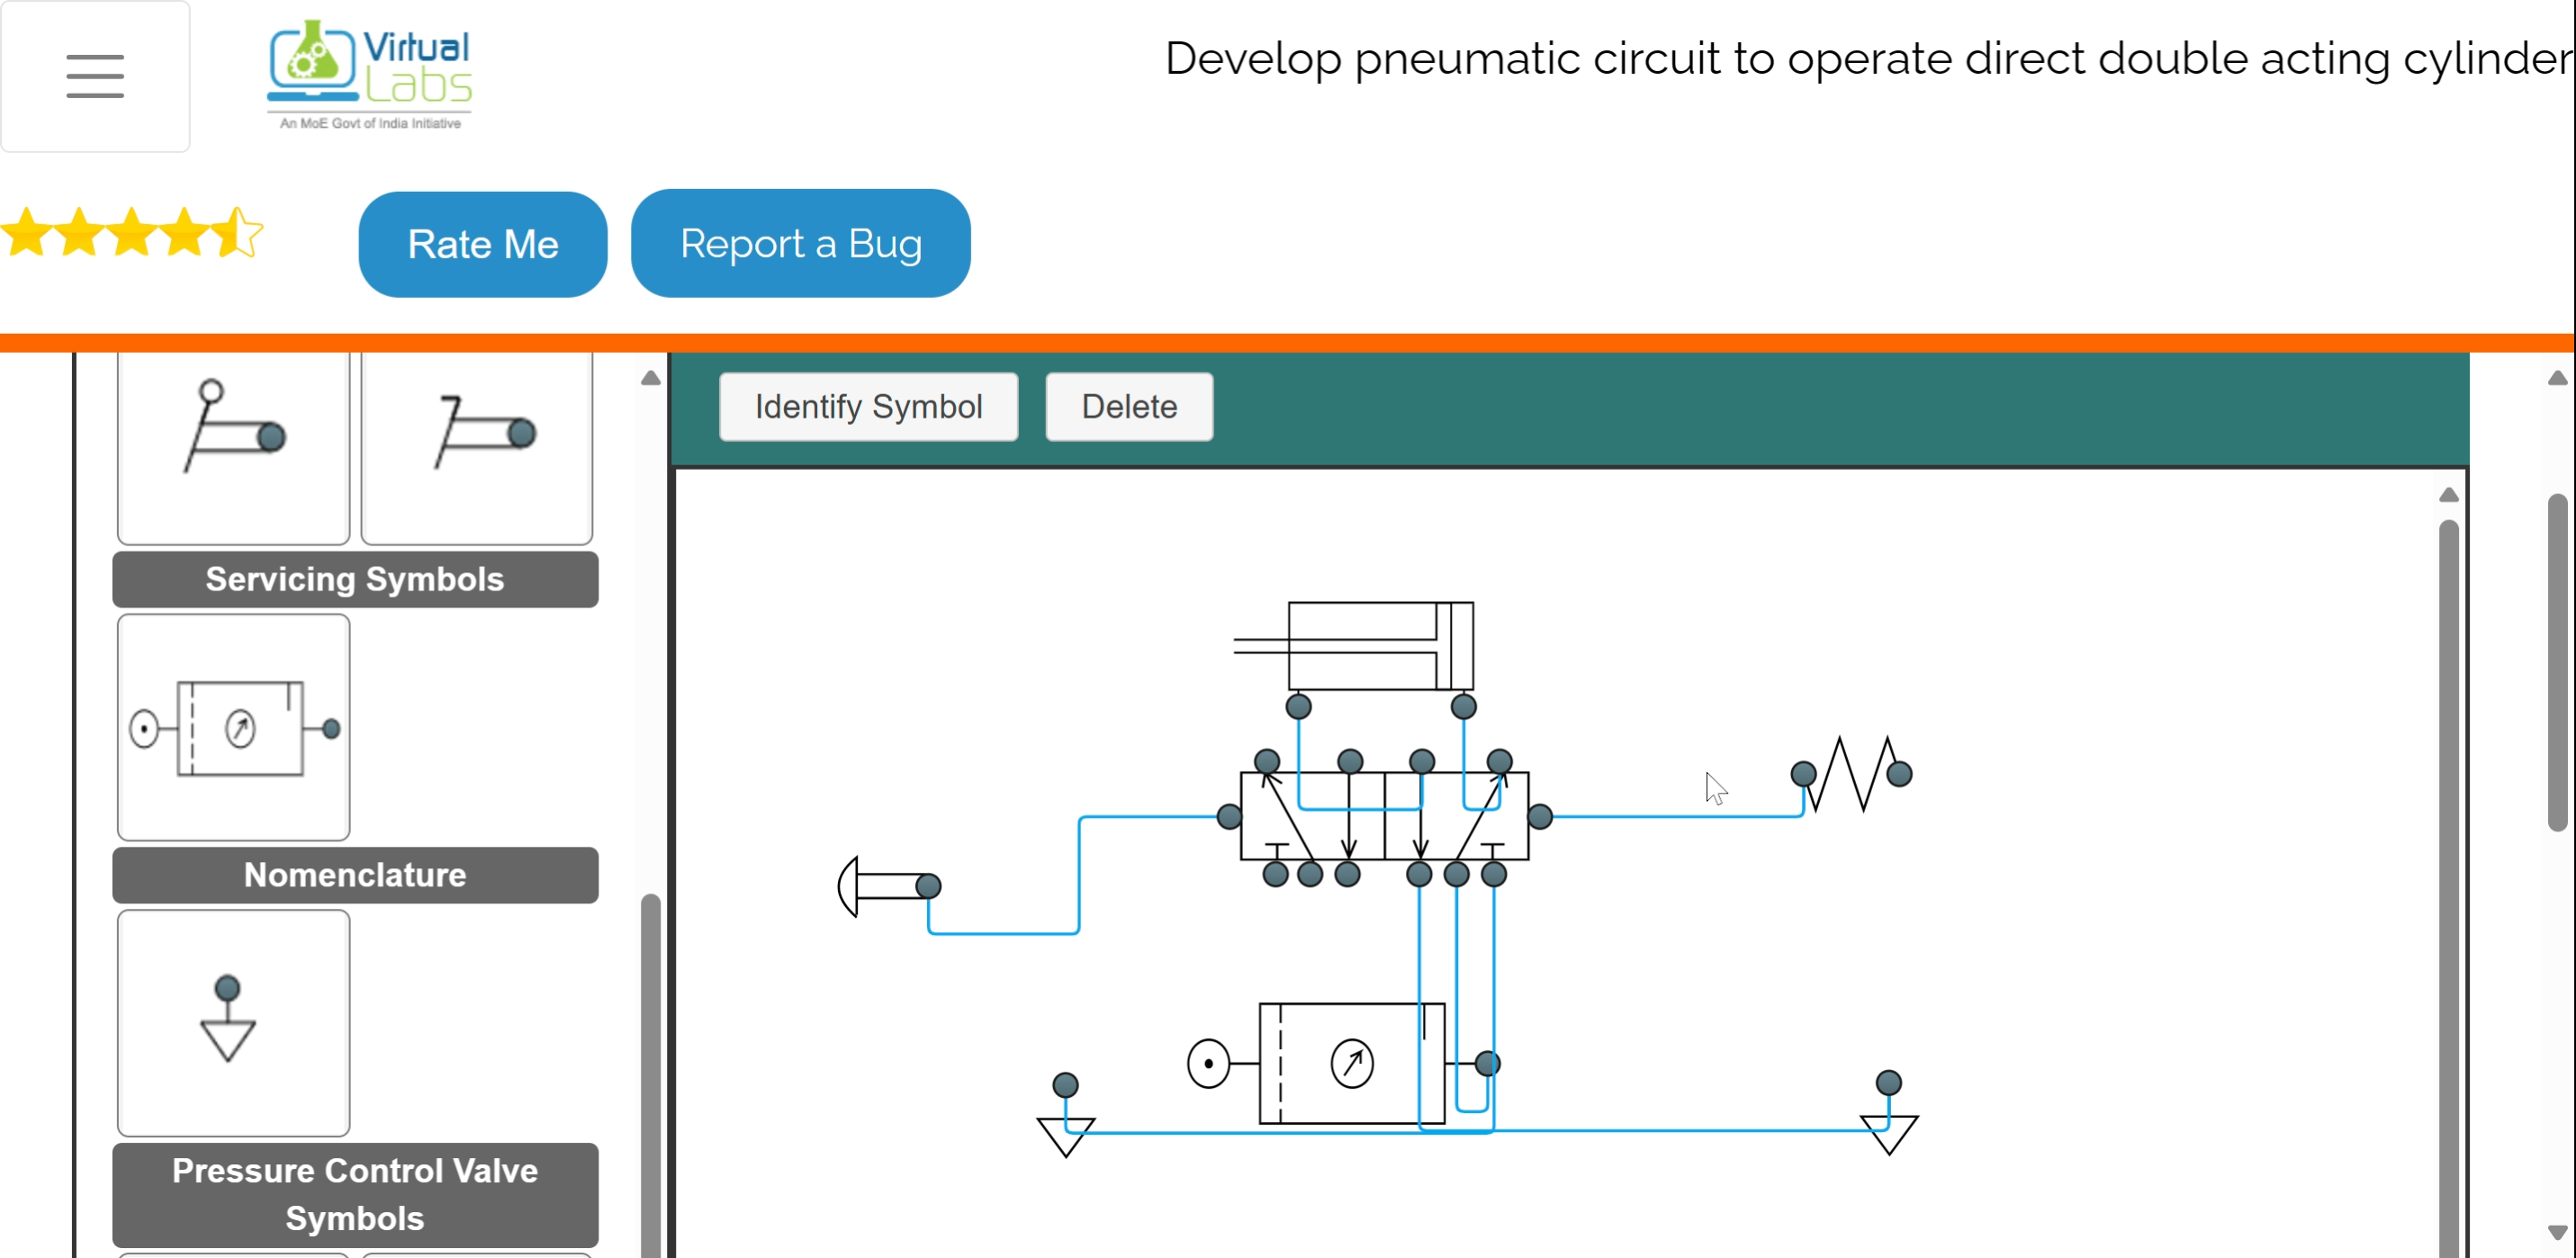 Virtual
Labs
An MoE Govt of India Initiative
Develop pneumatic circuit to operate direct double acting cylinder
Rate Me
Report a Bug
Identify Symbol
Delete
Servicing Symbols
Nomenclature
Pressure Control Valve
Symbols